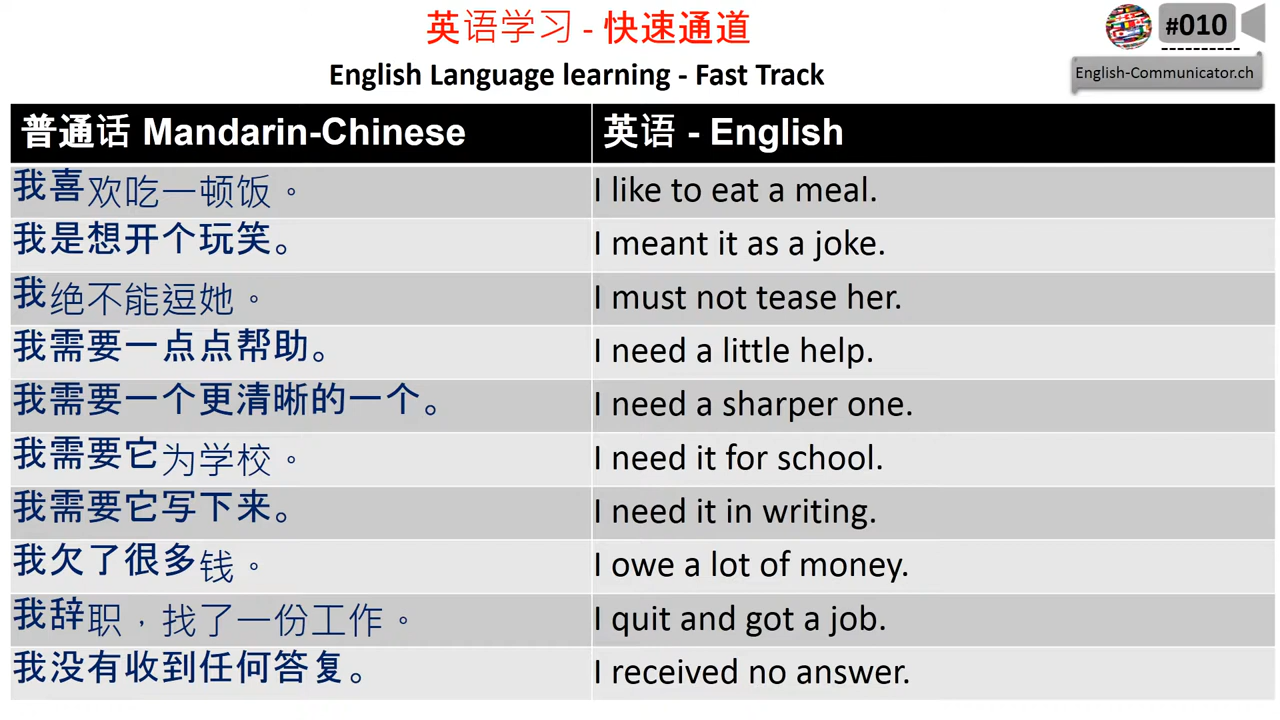 英语学习 - 快速通道
English Language learning - Fast Track
#010
English-Communicator.ch
普通话 Mandarin-Chinese 英语 - English
我喜欢吃一顿饭。 I like to eat a meal.
我是想开个玩笑。 I meant it as a joke.
我绝不能逗她。 I must not tease her.
我需要一点点帮助。 I need a little help.
我需要一个更清晰的一个。 I need a sharper one.
我需要它为学校。 I need it for school.
我需要它写下来。 I need it in writing.
我欠了很多钱。 I owe a lot of money.
我辞职，找了一份工作。 I quit and got a job.
我没有收到任何答复。 I received no answer.